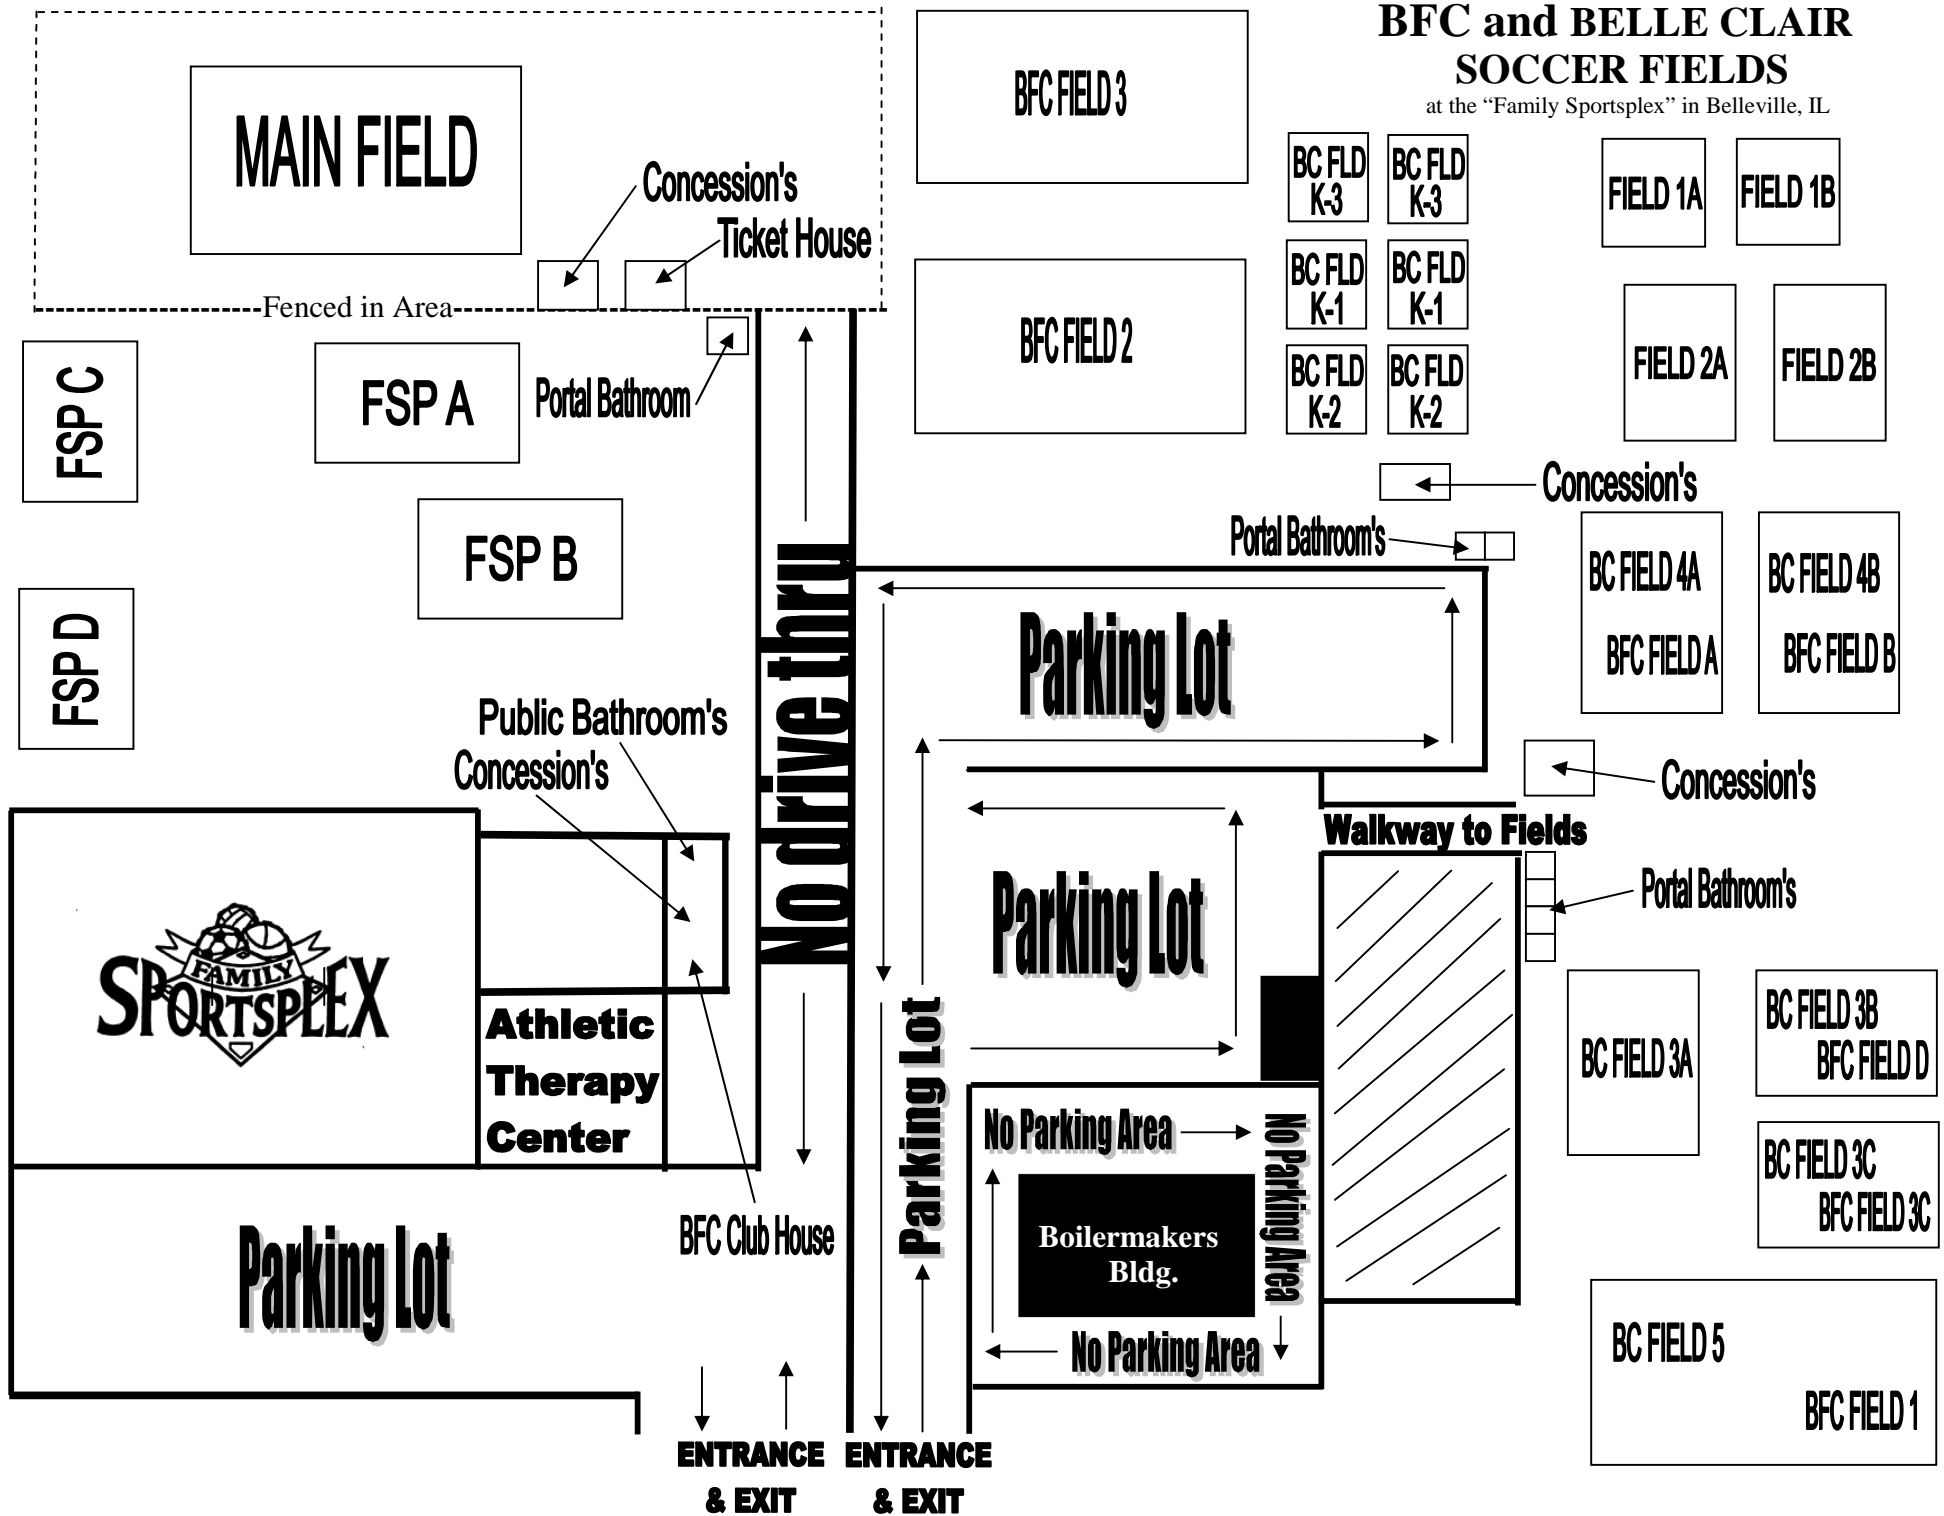 BFC and BELLE CLAIR
SOCCER FIELDS
at the “Family Sportsplex” in Belleville, IL
MAIN FIELD
Concession's
Ticket House
Fenced in Area
Portal Bathroom
BFC FIELD 3
BFC FIELD 2
BC FLD
K-3
BC FLD
K-3
BC FLD
K-1
BC FLD
K-1
BC FLD
K-2
BC FLD
K-2
FIELD 1A
FIELD 1B
FIELD 2A
FIELD 2B
FSP C
FSP A
FSP B
FSP D
Concession's
Portal Bathroom's
BC FIELD 4A
BFC FIELD A
BC FIELD 4B
BFC FIELD B
No drive thru
Parking Lot
Public Bathroom's
Concession's
Concession's
Walkway to Fields
Portal Bathroom's
Parking Lot
FAMILY
SPORTSPLEX
Athletic
Therapy
Center
Parking Lot
BC FIELD 3A
BC FIELD 3B
BFC FIELD D
BC FIELD 3C
BFC FIELD 3C
No Parking Area
No Parking Area
Boilermakers
Bldg.
No Parking Area
BFC Club House
Parking Lot
BC FIELD 5
BFC FIELD 1
ENTRANCE
& EXIT
ENTRANCE
& EXIT